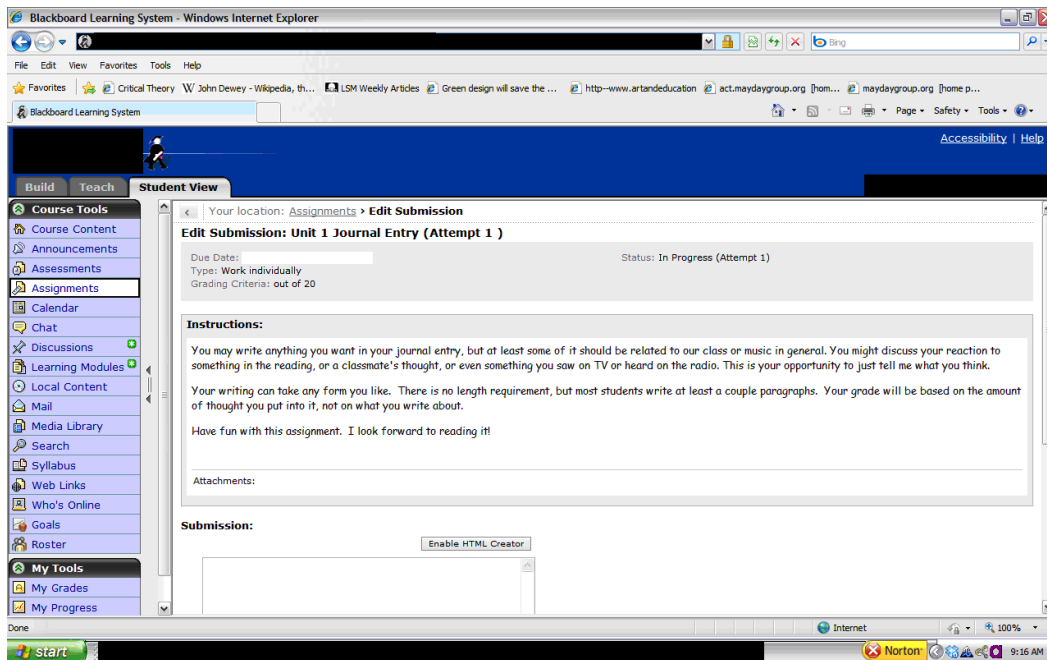 Blackboard Learning System - Windows Internet Explorer
Bing
File Edit View Favorites Tools Help
Favorites Critical Theory W John Dewey - Wikipedia, th... LSM Weekly Articles Green design will save the ... http--www.artandeducation act.maydaygroup.org [hom... maydaygroup.org [home p...
Blackboard Learning System Page Safety Tools
Accessibility | Help
Build Teach Student View
Course Tools
Course Content
Announcements
Assessments
Assignments
Calendar
Chat
Discussions
Learning Modules
Local Content
Mail
Media Library
Search
Syllabus
Web Links
Who's Online
Goals
Roster
My Tools
My Grades
My Progress
Your location: Assignments › Edit Submission
Edit Submission: Unit 1 Journal Entry (Attempt 1 )
Due Date:
Status: In Progress (Attempt 1)
Type: Work individually
Grading Criteria: out of 20
Instructions:
You may write anything you want in your journal entry, but at least some of it should be related to our class or music in general. You might discuss your reaction to
something in the reading, or a classmate's thought, or even something you saw on TV or heard on the radio. This is your opportunity to just tell me what you think.
Your writing can take any form you like. There is no length requirement, but most students write at least a couple paragraphs. Your grade will be based on the amount
of thought you put into it, not on what you write about.
Have fun with this assignment. I look forward to reading it!
Attachments:
Submission:
Enable HTML Creator
Done Internet 100%
start Norton 9:16 AM